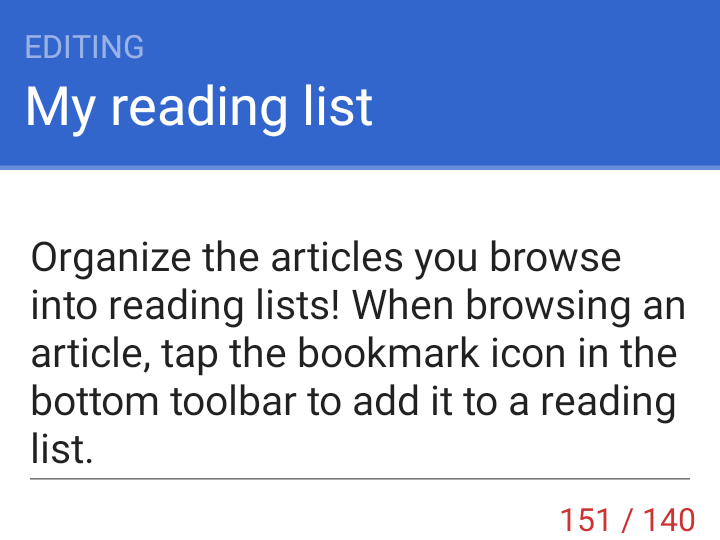 EDITING
My reading list
Organize the articles you browse
into reading lists! When browsing an
article, tap the bookmark icon in the
bottom toolbar to add it to a reading
list.
151 / 140